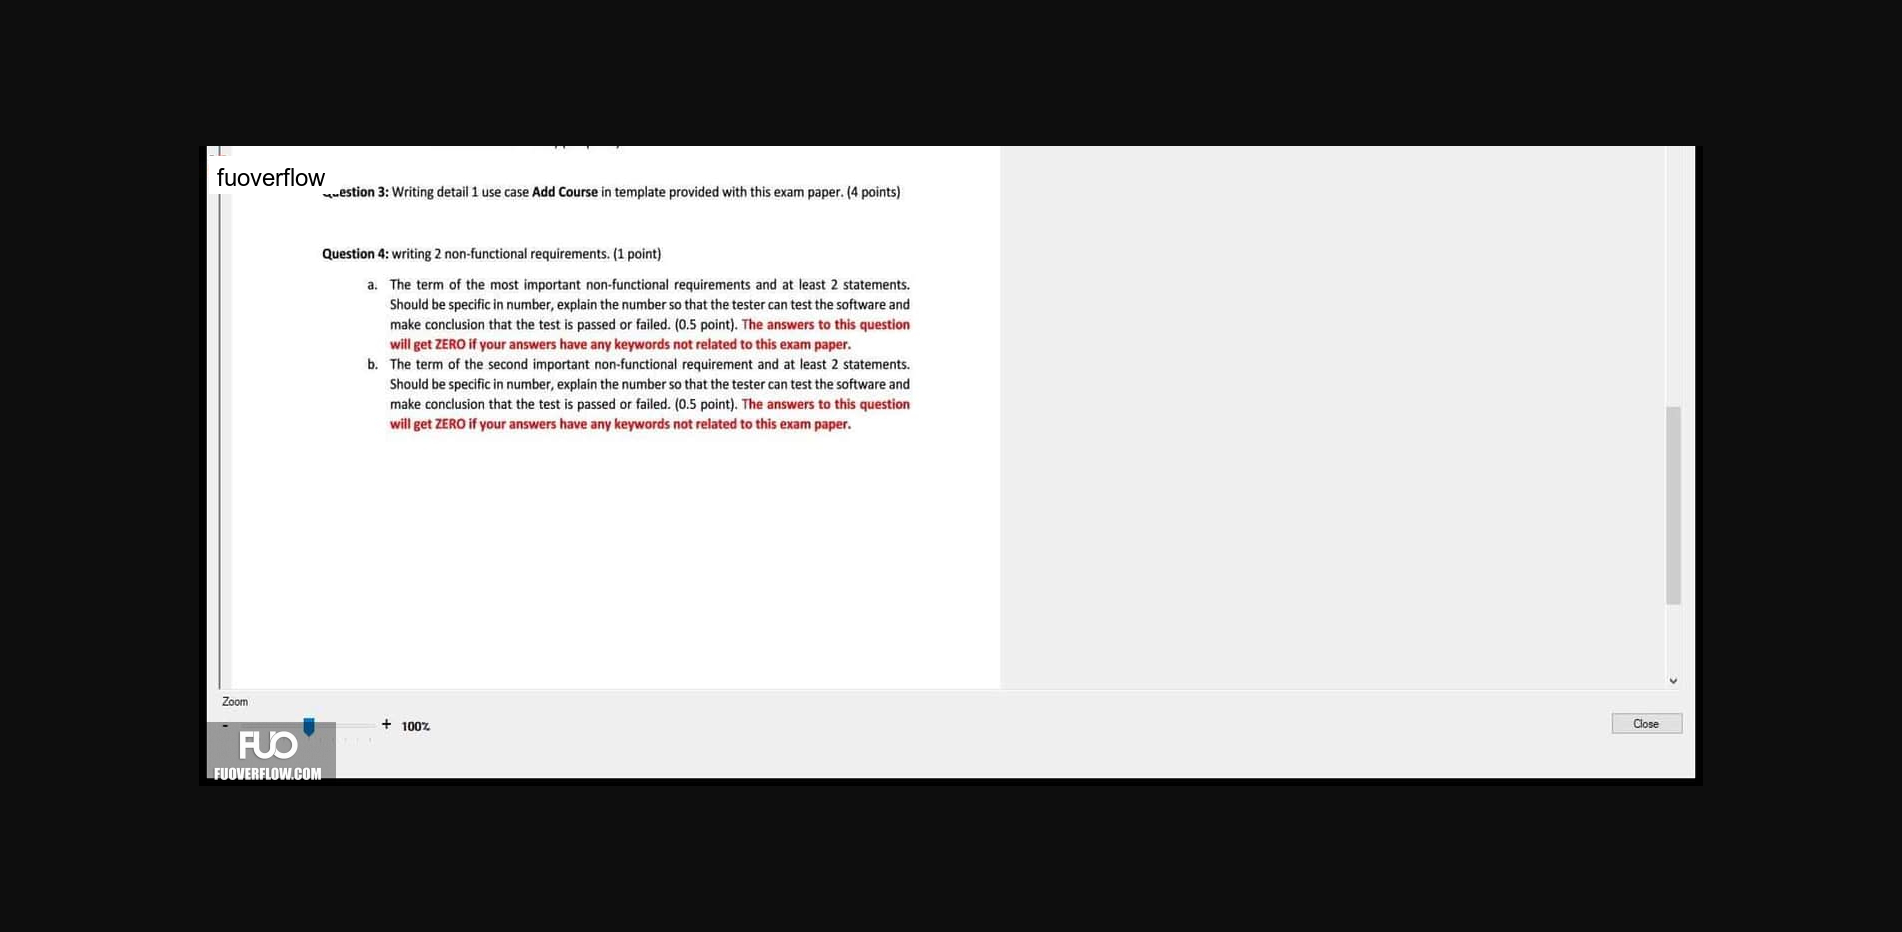 fuoverflow
estion 3: Writing detail 1 use case Add Course in template provided with this exam paper. (4 points)
Question 4: writing 2 non-functional requirements. (1 point)
a. The term of the most important non-functional requirements and at least 2 statements.
Should be specific in number, explain the number so that the tester can test the software and
make conclusion that the test is passed or failed. (0.5 point). The answers to this question
will get ZERO if your answers have any keywords not related to this exam paper.
b. The term of the second important non-functional requirement and at least 2 statements.
Should be specific in number, explain the number so that the tester can test the software and
make conclusion that the test is passed or failed. (0.5 point). The answers to this question
will get ZERO if your answers have any keywords not related to this exam paper.
Zoom
- + 100%
Close
FUO
FUOVERFLOW.COM